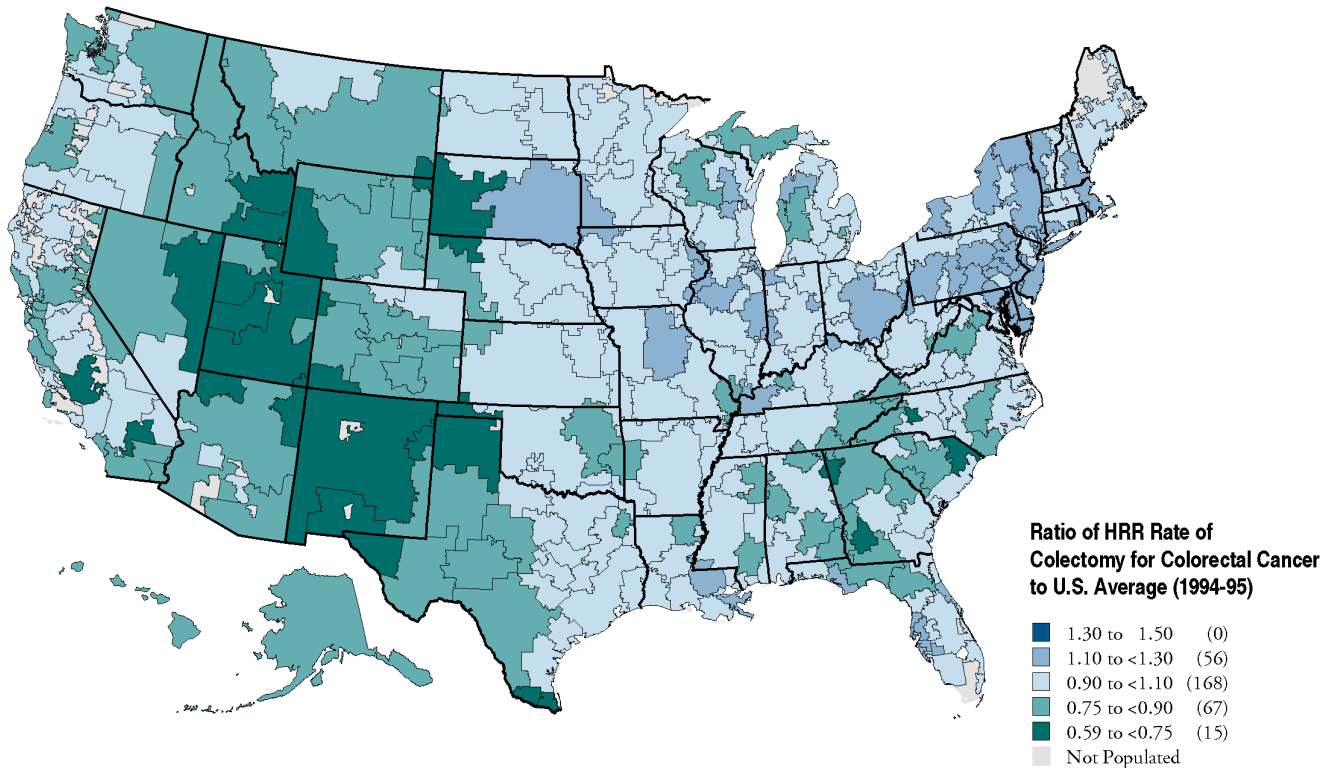 Ratio of HRR Rate of
Colectomy for Colorectal Cancer
to U.S. Average (1994-95)
1.30 to 1.50 (0)
1.10 to <1.30 (56)
0.90 to <1.10 (168)
0.75 to <0.90 (67)
0.59 to <0.75 (15)
Not Populated